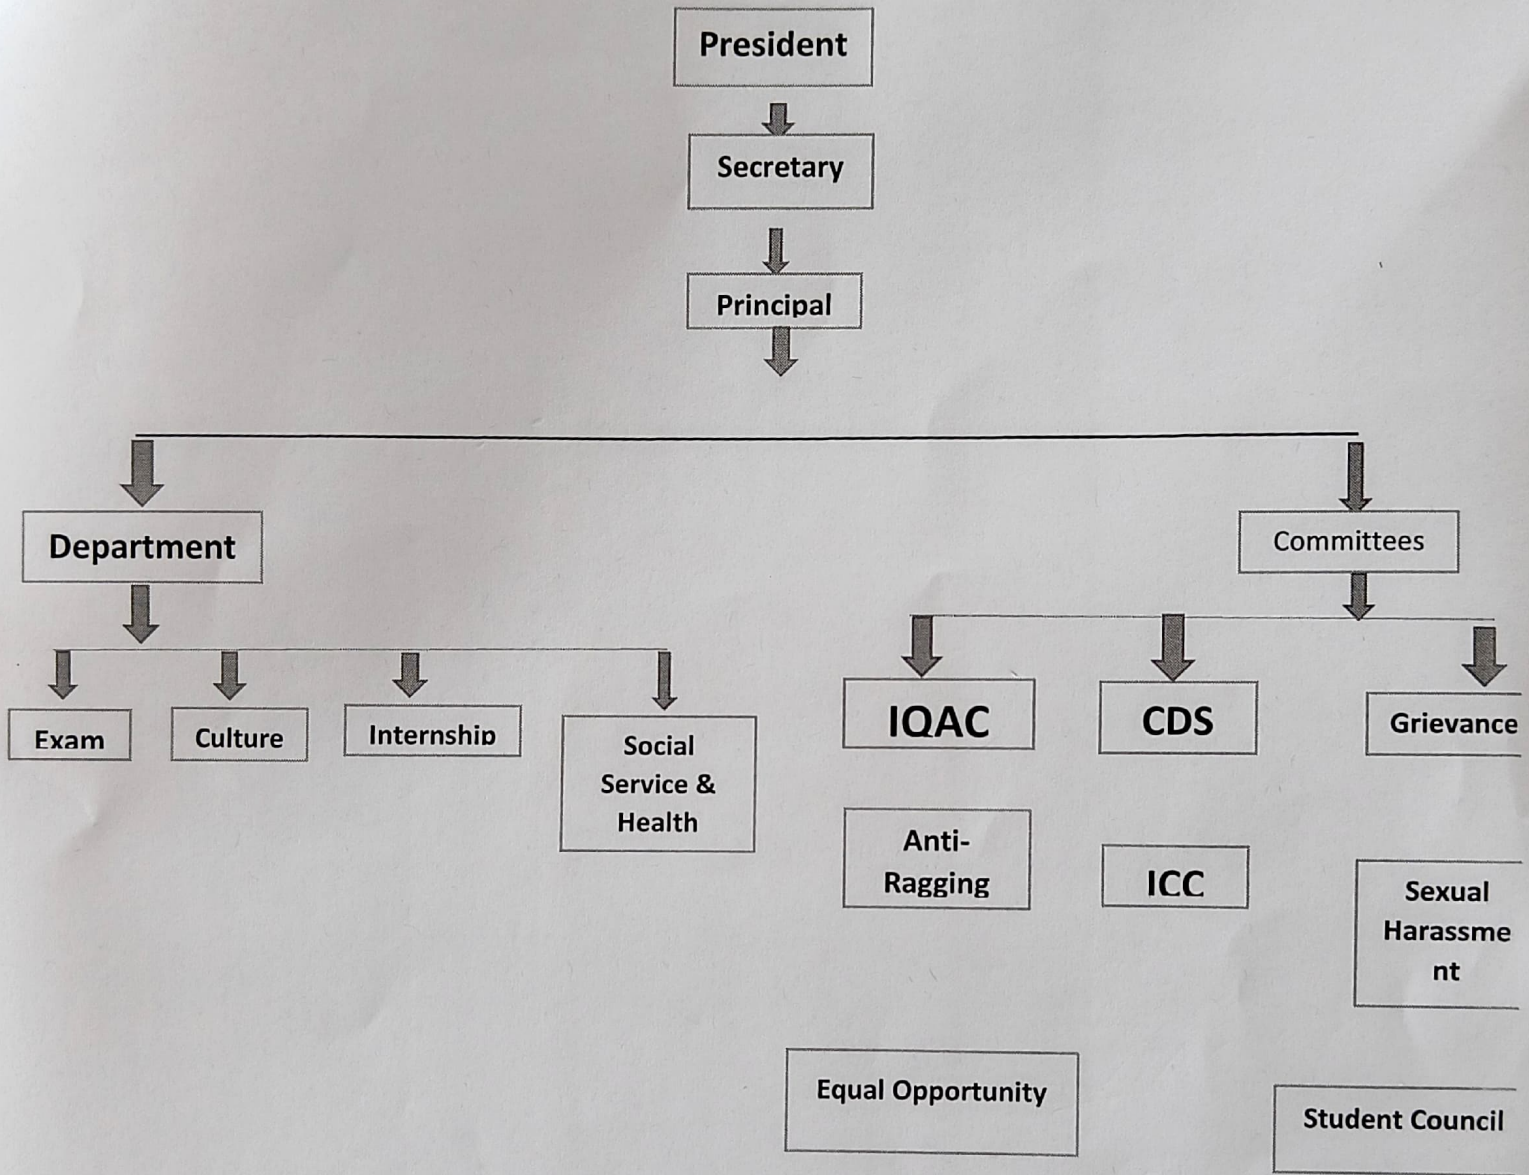 President
Secretary
Principal
Department
Committees
Exam
Culture
Internship
Social
Service &
Health
IQAC
CDS
Grievance
Anti-
Ragging
ICC
Sexual
Harassme
nt
Equal Opportunity
Student Council